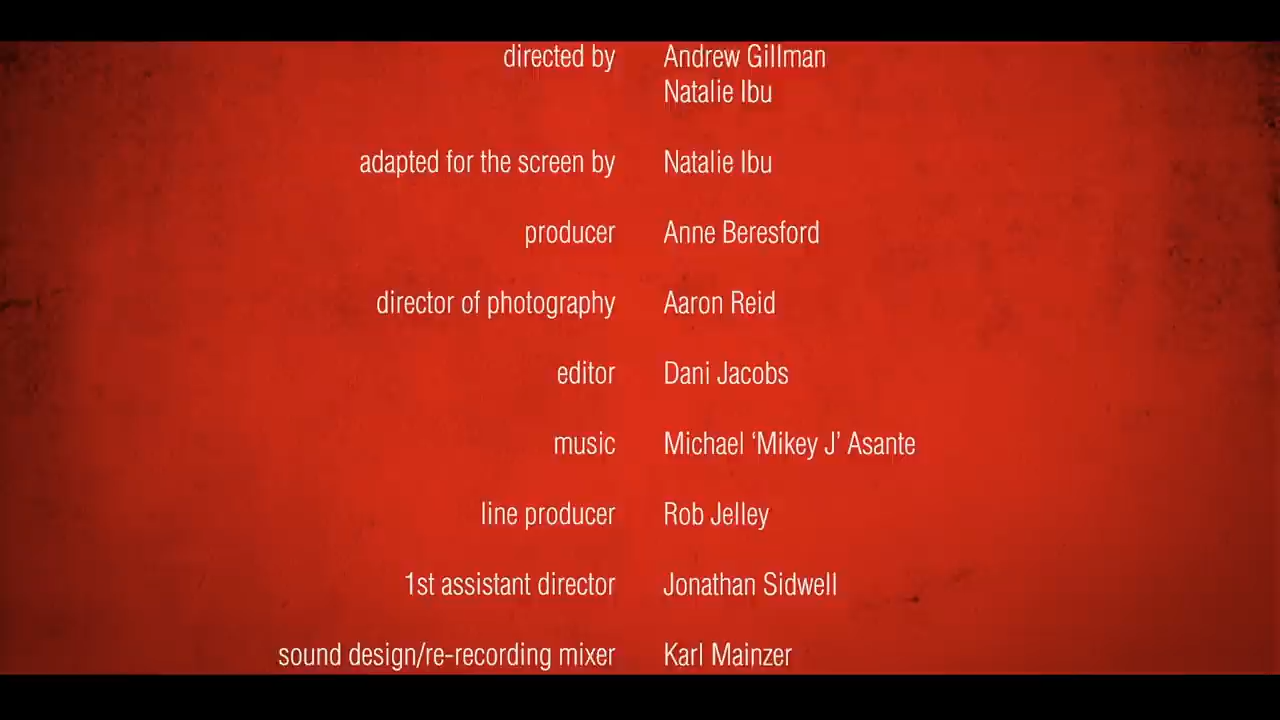 directed by Andrew Gillman
Natalie Ibu
adapted for the screen by Natalie Ibu
producer Anne Beresford
director of photography Aaron Reid
editor Dani Jacobs
music Michael ‘Mikey J’ Asante
line producer Rob Jelley
1st assistant director Jonathan Sidwell
sound design/re-recording mixer Karl Mainzer